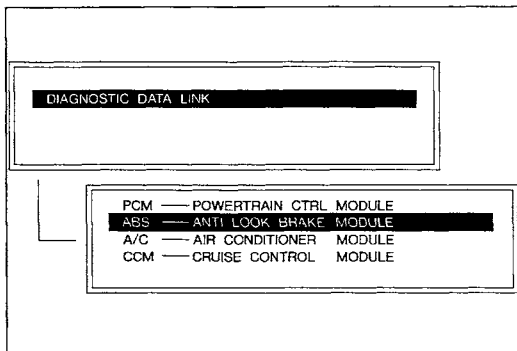 DIAGNOSTIC DATA LINK
PCM — POWERTRAIN CTRL MODULE
ABS — ANTI LOOK BRAKE MODULE
A/C — AIR CONDITIONER MODULE
CCM — CRUISE CONTROL MODULE